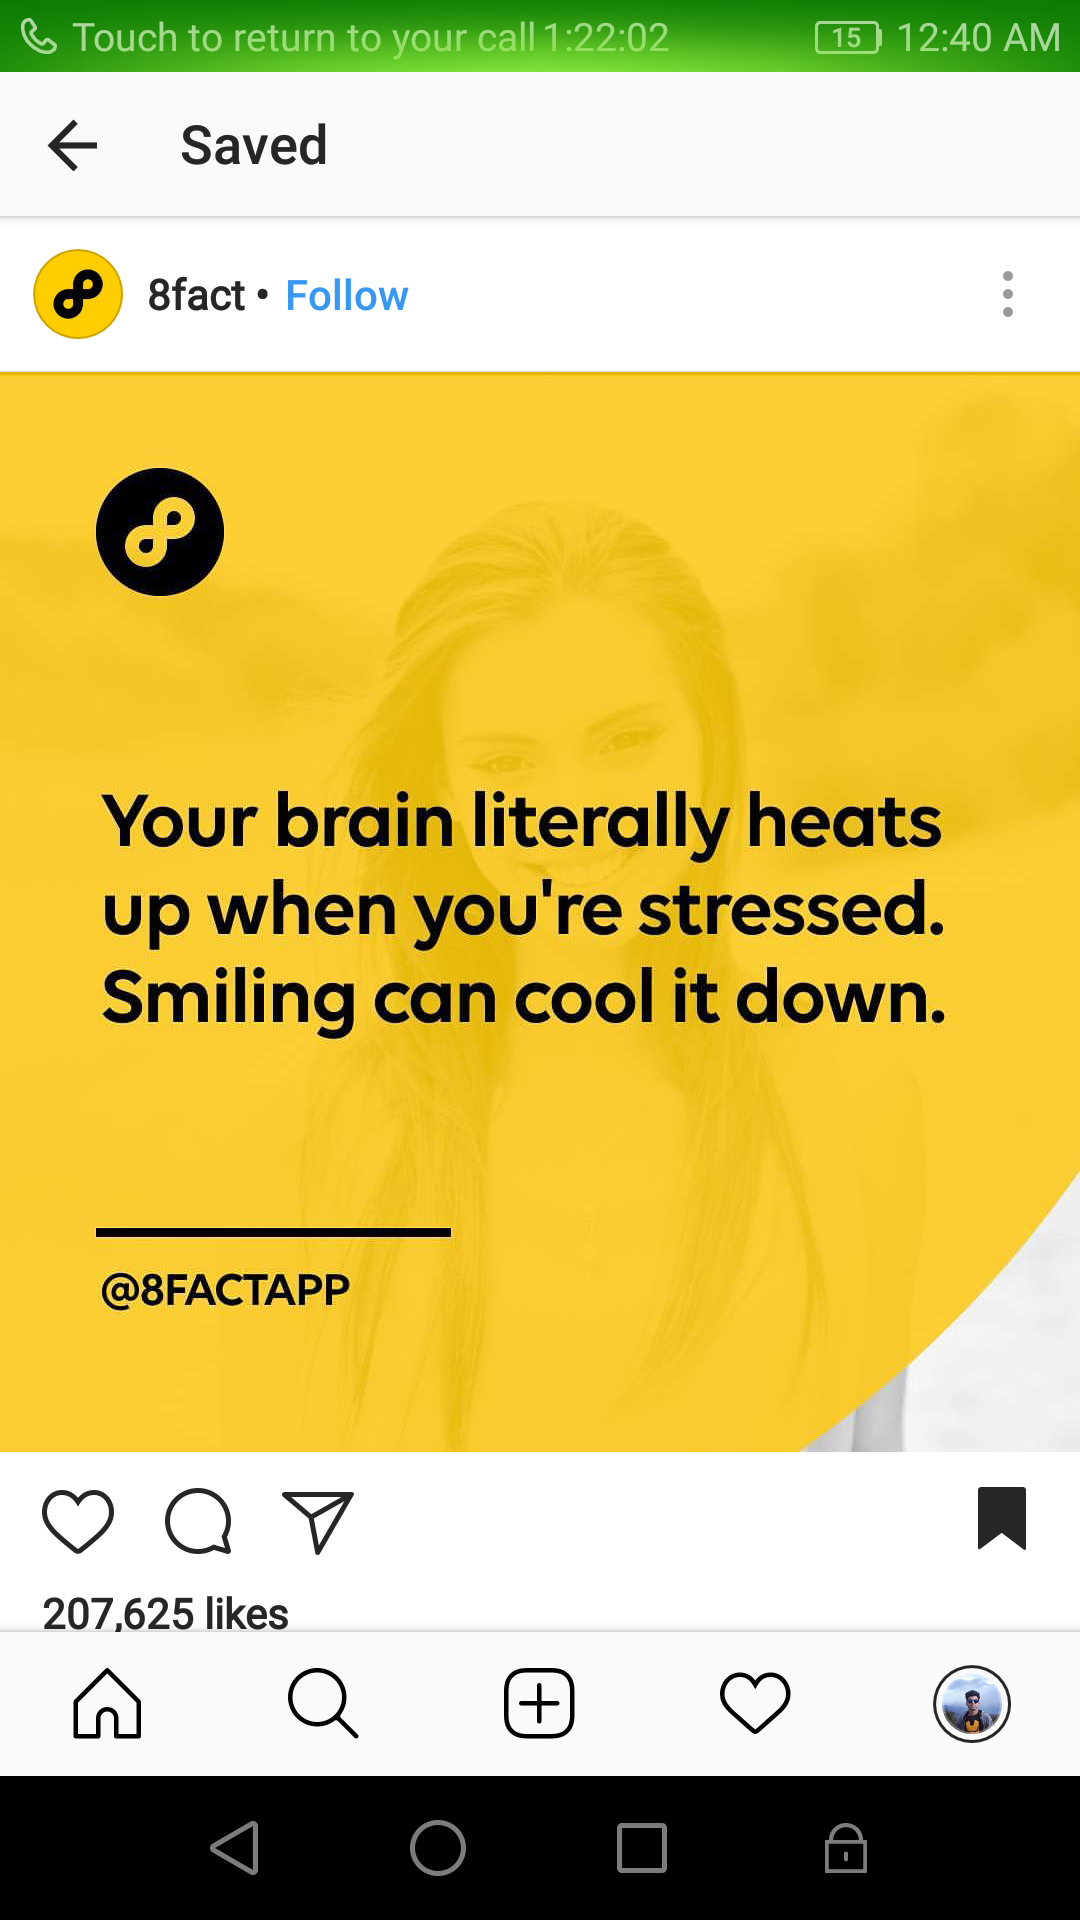 Touch to return to your call 1:22:02 15 12:40 AM
Saved
8fact • Follow
Your brain literally heats
up when you're stressed.
Smiling can cool it down.
@8FACTAPP
207,625 likes